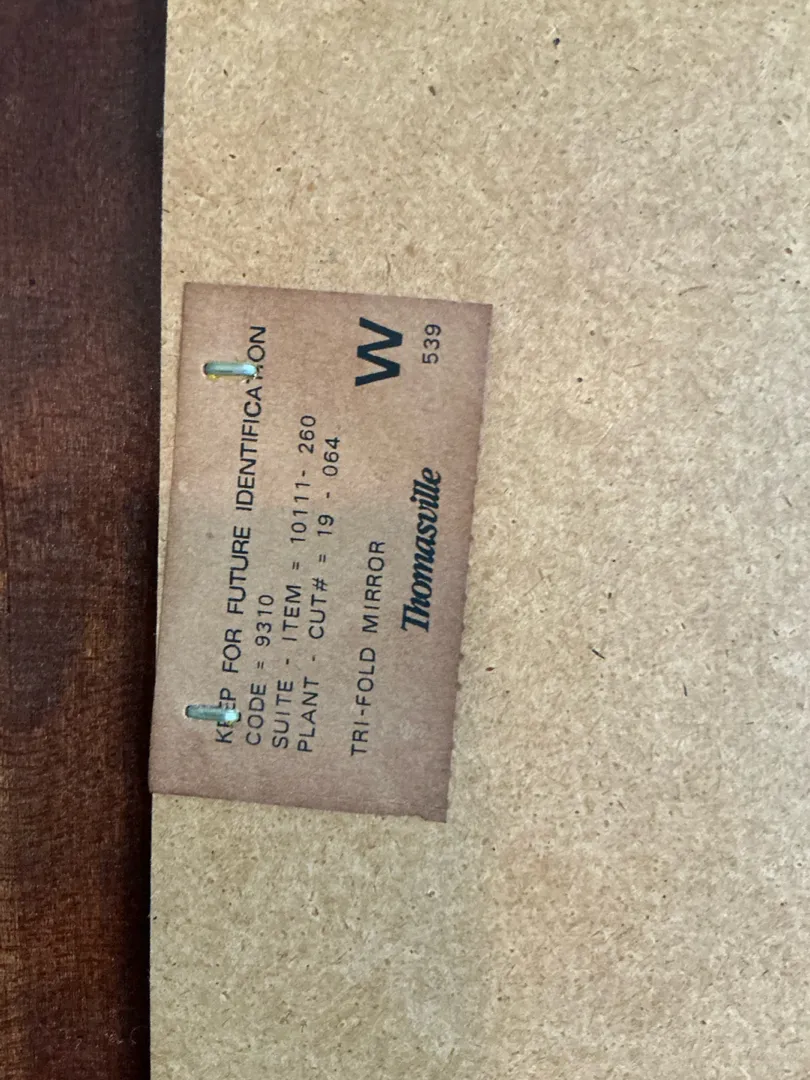 KEEP FOR FUTURE IDENTIFICATION
CODE = 9310
SUITE - ITEM = 10111- 260
PLANT - CUT# = 19 - 064
TRI-FOLD MIRROR
W
Thomasville
539